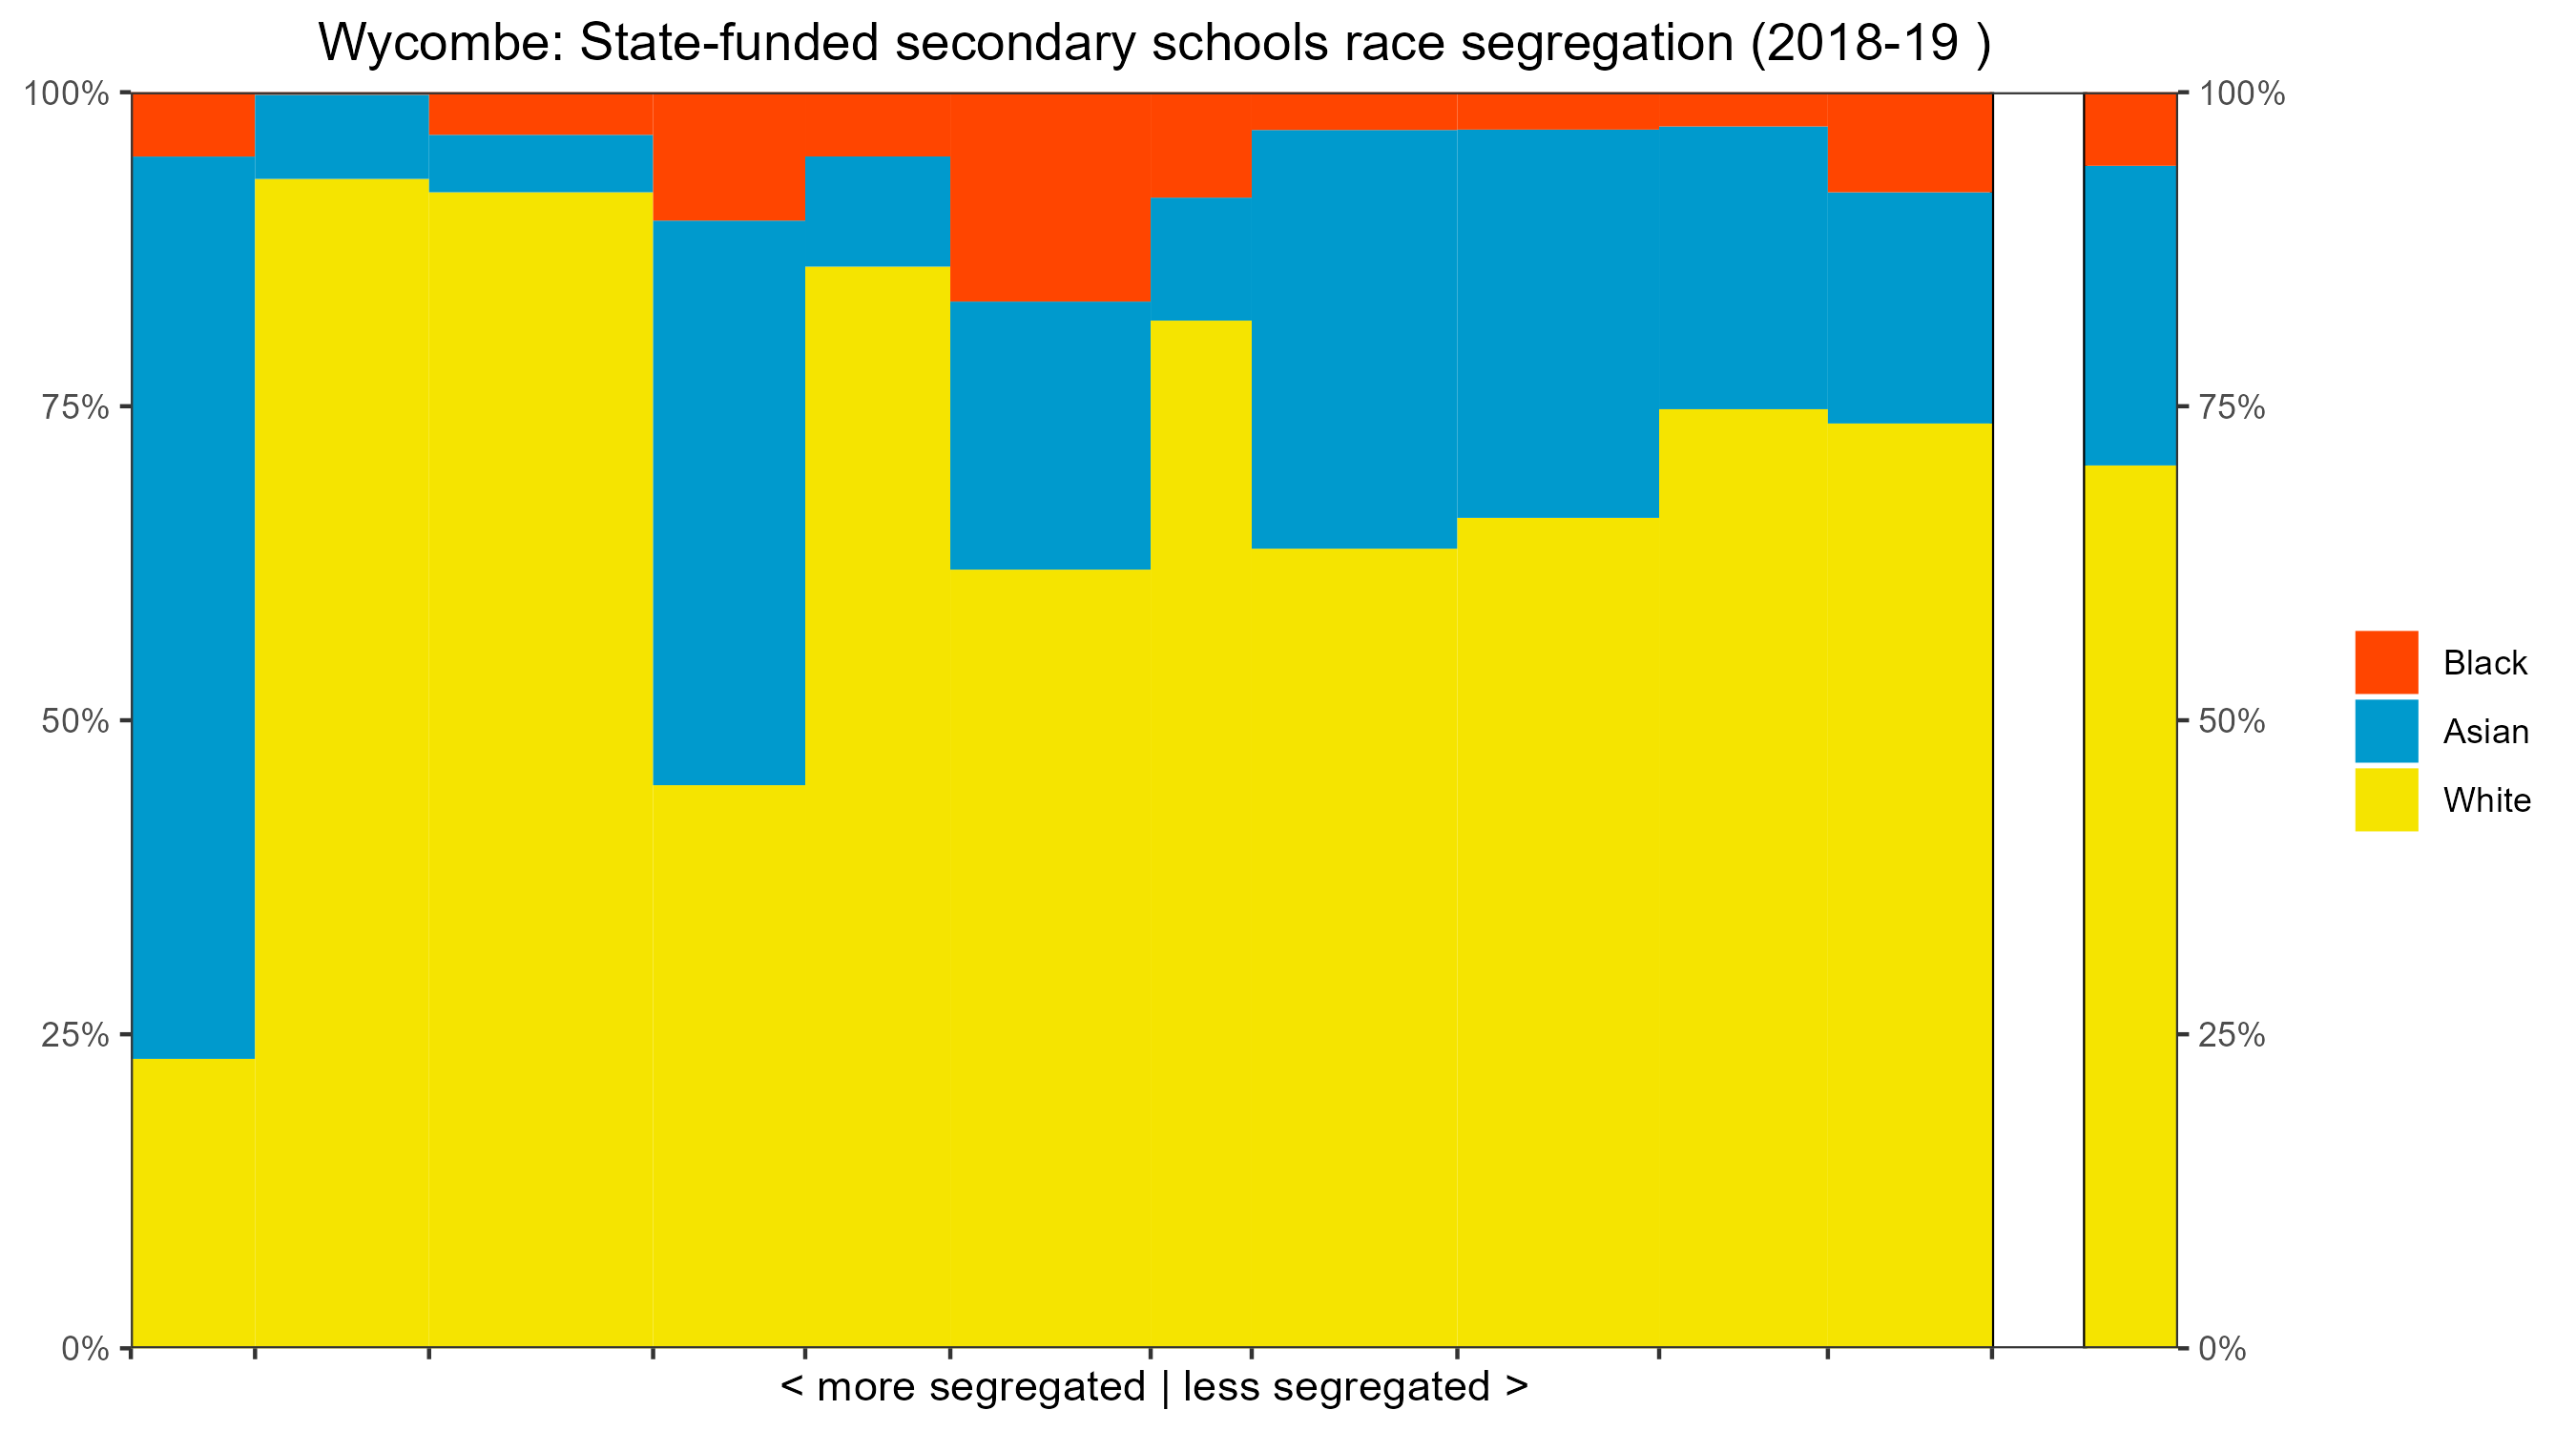 Wycombe: State-funded secondary schools race segregation (2018-19 )
100%
75%
50%
25%
0%
100%
75%
50%
25%
0%
Black
Asian
White
< more segregated | less segregated >